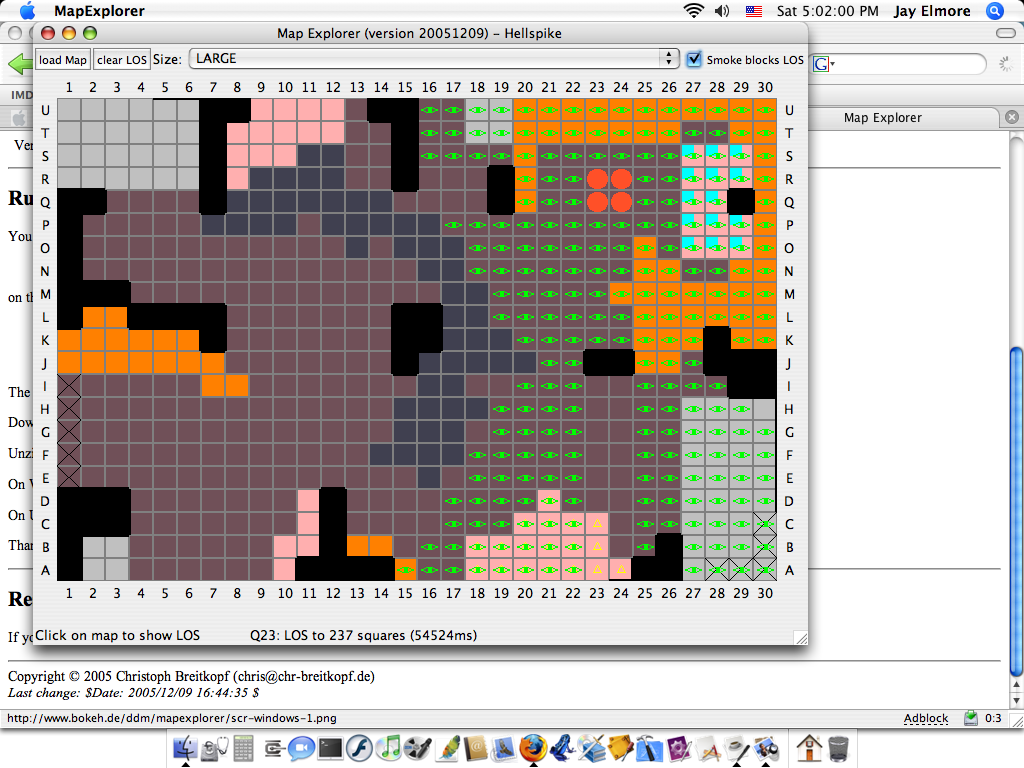 MapExplorer Sat 5:02:00 PM Jay Elmore
Map Explorer (version 20051209) – Hellspike
load Map clear LOS Size: LARGE Smoke blocks LOS
G
IMD
Map Explorer
1 2 3 4 5 6 7 8 9 10 11 12 13 14 15 16 17 18 19 20 21 22 23 24 25 26 27 28 29 30
U U
T T
S S
R R
Q Q
P P
O O
N N
M M
L L
K K
J J
I I
H H
G G
F F
E E
D D
C C
B B
A A
1 2 3 4 5 6 7 8 9 10 11 12 13 14 15 16 17 18 19 20 21 22 23 24 25 26 27 28 29 30
Click on map to show LOS Q23: LOS to 237 squares (54524ms)
Ver
Ru
You
on th
The
Dow
Unzi
On V
On U
Than
Re
If yo
Copyright © 2005 Christoph Breitkopf (chris@chr-breitkopf.de)
Last change: $Date: 2005/12/09 16:44:35 $
http://www.bokeh.de/ddm/mapexplorer/scr-windows-1.png Adblock 0:3